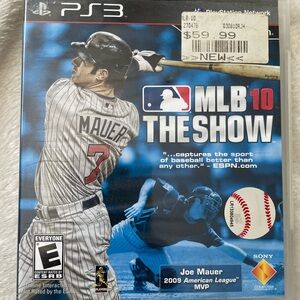 PS3
PlayStation Network
$59.99
>>NEW<<
MLB 10
THE SHOW
"...captures the sport
of baseball better than
any other." - ESPN.com
MAUER
7
EVERYONE
E
ESRB
Joe Mauer
2009 American League
MVP
SONY